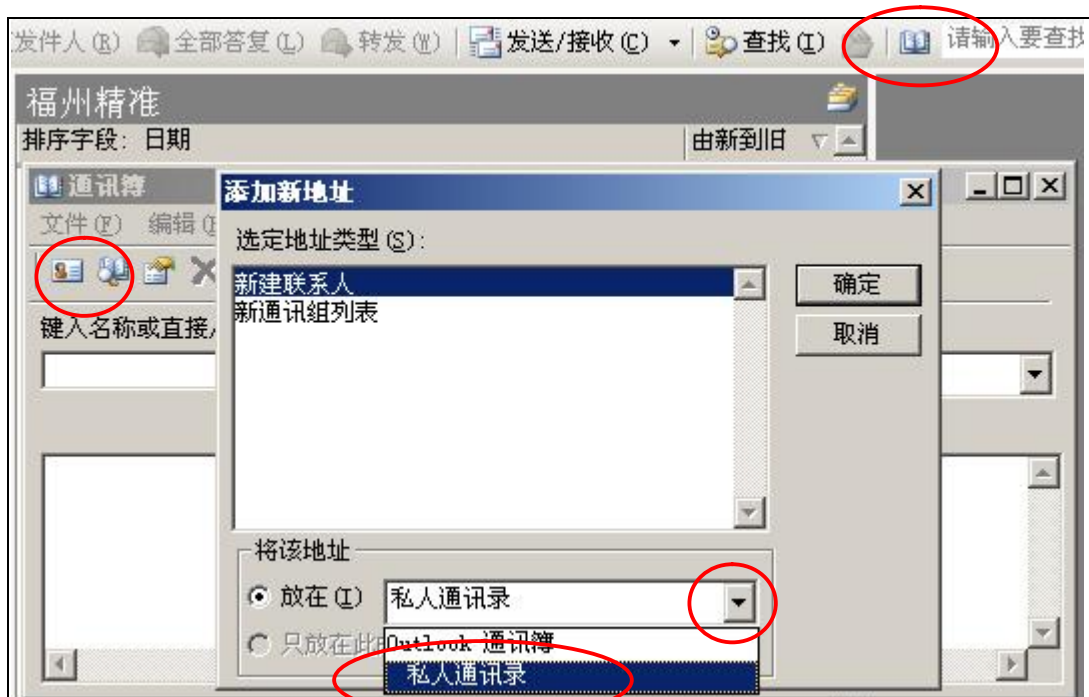 发件人(R) 全部答复(L) 转发(W) 发送/接收(C) 查找(I) 请输入要查找
福州精准
排序字段: 日期 由新到旧
通讯簿
文件(F) 编辑
添加新地址
选定地址类型(S):
新建联系人
新通讯组列表
确定
取消
键入名称或直接
将该地址
放在(I) 私人通讯录
只放在此
Outlook 通讯簿
私人通讯录